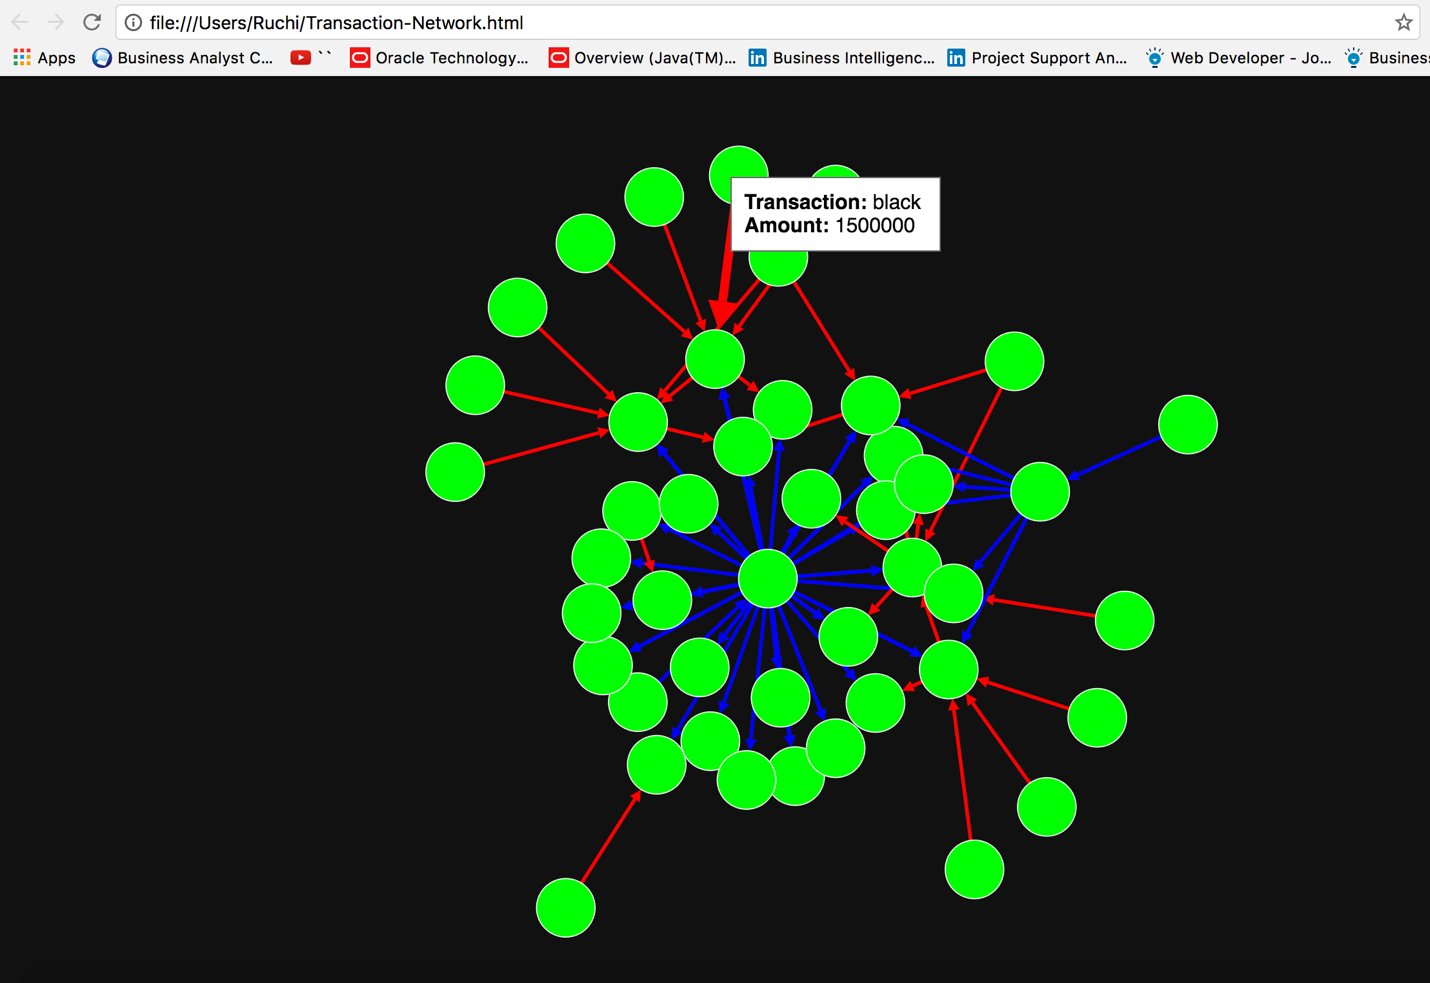 file:///Users/Ruchi/Transaction-Network.html
Apps
Business Analyst C...
``
Oracle Technology...
Overview (Java(TM)...
Business Intelligenc...
Project Support An...
Web Developer - Jo...
Business
Transaction: black
Amount: 1500000